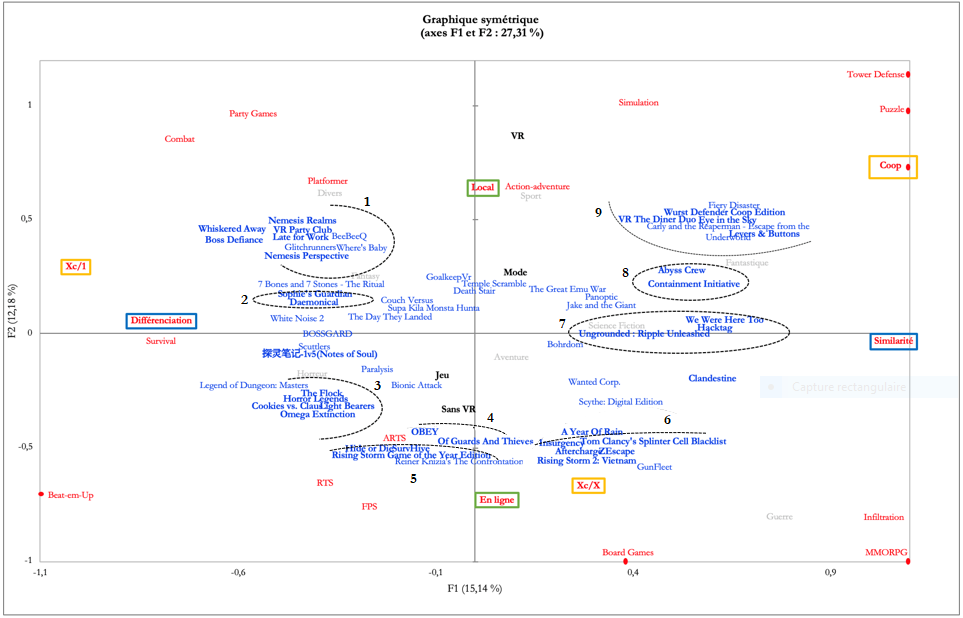 Graphique symétrique
(axes F1 et F2 : 27,31 %)
Tower Defense
1
Simulation
Puzzle
Party Games
Combat
VR
Coop
Platformer
Local
Action-adventure
Divers
Sport
1
9
Fiery Disaster
Nemesis Realms
Wurst Defender Coop Edition
0,5
VR The Diner Duo Eye in the Sky
Whiskered Away
VR Party Club
Carly and the Reaperman - Escape from the
Late for Work
BeeBeeQ
Levers & Buttons
Boss Defiance
Underworld
Glitchrunners
Where's Baby
Nemesis Perspective
Xc/1
Fantastique
8
Abyss Crew
Fantasy
GoalkeepVr
Mode
7 Bones and 7 Stones - The Ritual
Temple Scramble
Containment Initiative
Death Stair
The Great Emu War
2
Sophie's Guardian
Panoptic
Daemonical
Couch Versus
Jake and the Giant
Supa Kila Monsta Hunta
Différenciation
White Noise 2
The Day They Landed
7
We Were Here Too
Science Fiction
Hacktag
0
BOSSGARD
Ungrounded : Ripple Unleashed
Survival
Similarité
Scuttlers
Bohrdom
探灵笔记-1v5(Notes of Soul)
Aventure
Horreur
Paralysis
Jeu
Legend of Dungeon: Masters
3
Bionic Attack
Wanted Corp.
Clandestine
Capture rectangulaire
The Flock
Horror Legends
Scythe: Digital Edition
Cookies vs. Claus
Light Bearers
Sans VR
Omega Extinction
4
6
OBEY
A Year Of Rain
ARTS
Of Guards And Thieves
Insurgency
Tom Clancy's Splinter Cell Blacklist
-0,5
Hide or Die
SurvHive
Aftercharge
ZEscape
Rising Storm Game of the Year Edition
Reiner Knizia's The Confrontation
Rising Storm 2: Vietnam
GunFleet
5
RTS
Xc/X
Beat-em-Up
En ligne
FPS
Guerre
Infiltration
Board Games
MMORPG
-1
-1,1
-0,6
-0,1
0,4
0,9
F1 (15,14 %)
F2 (12,18 %)